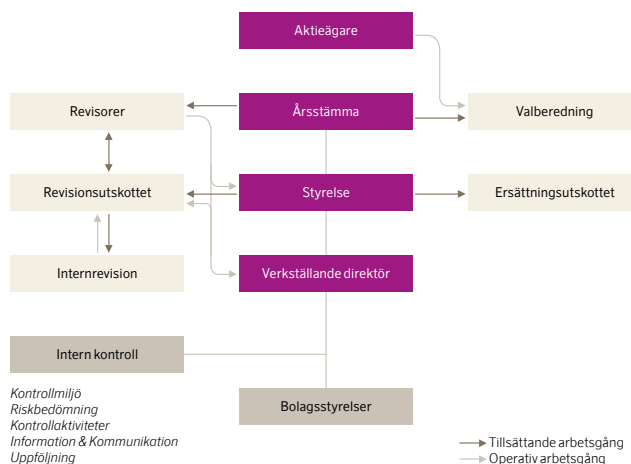 Aktieägare
Revisorer
Årsstämma
Valberedning
Revisionsutskottet
Styrelse
Ersättningsutskottet
Internrevision
Verkställande direktör
Intern kontroll
Kontrollmiljö
Riskbedömning
Kontrollaktiviteter
Information & Kommunikation
Uppföljning
Bolagsstyrelser
Tillsättande arbetsgång
Operativ arbetsgång